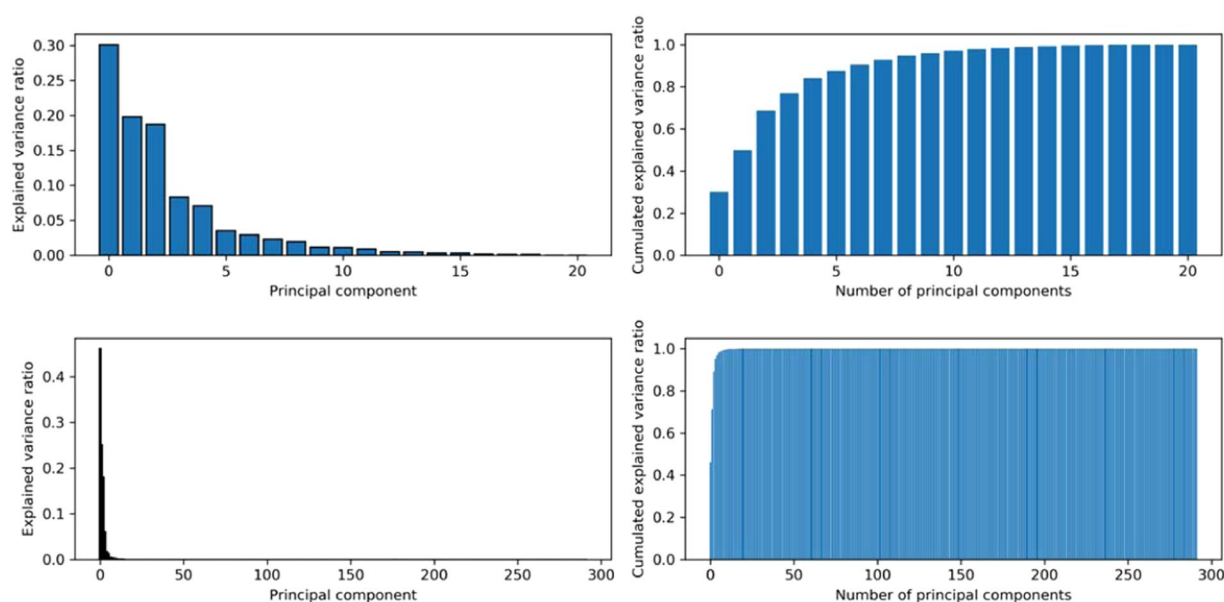 Explained variance ratio
0.30
0.25
0.20
0.15
0.10
0.05
0.00
0 5 10 15 20
Principal component
Cumulated explained variance ratio
1.0
0.8
0.6
0.4
0.2
0.0
0 5 10 15 20
Number of principal components
Explained variance ratio
0.4
0.3
0.2
0.1
0.0
0 50 100 150 200 250 300
Principal component
Cumulated explained variance ratio
1.0
0.8
0.6
0.4
0.2
0.0
0 50 100 150 200 250 300
Number of principal components